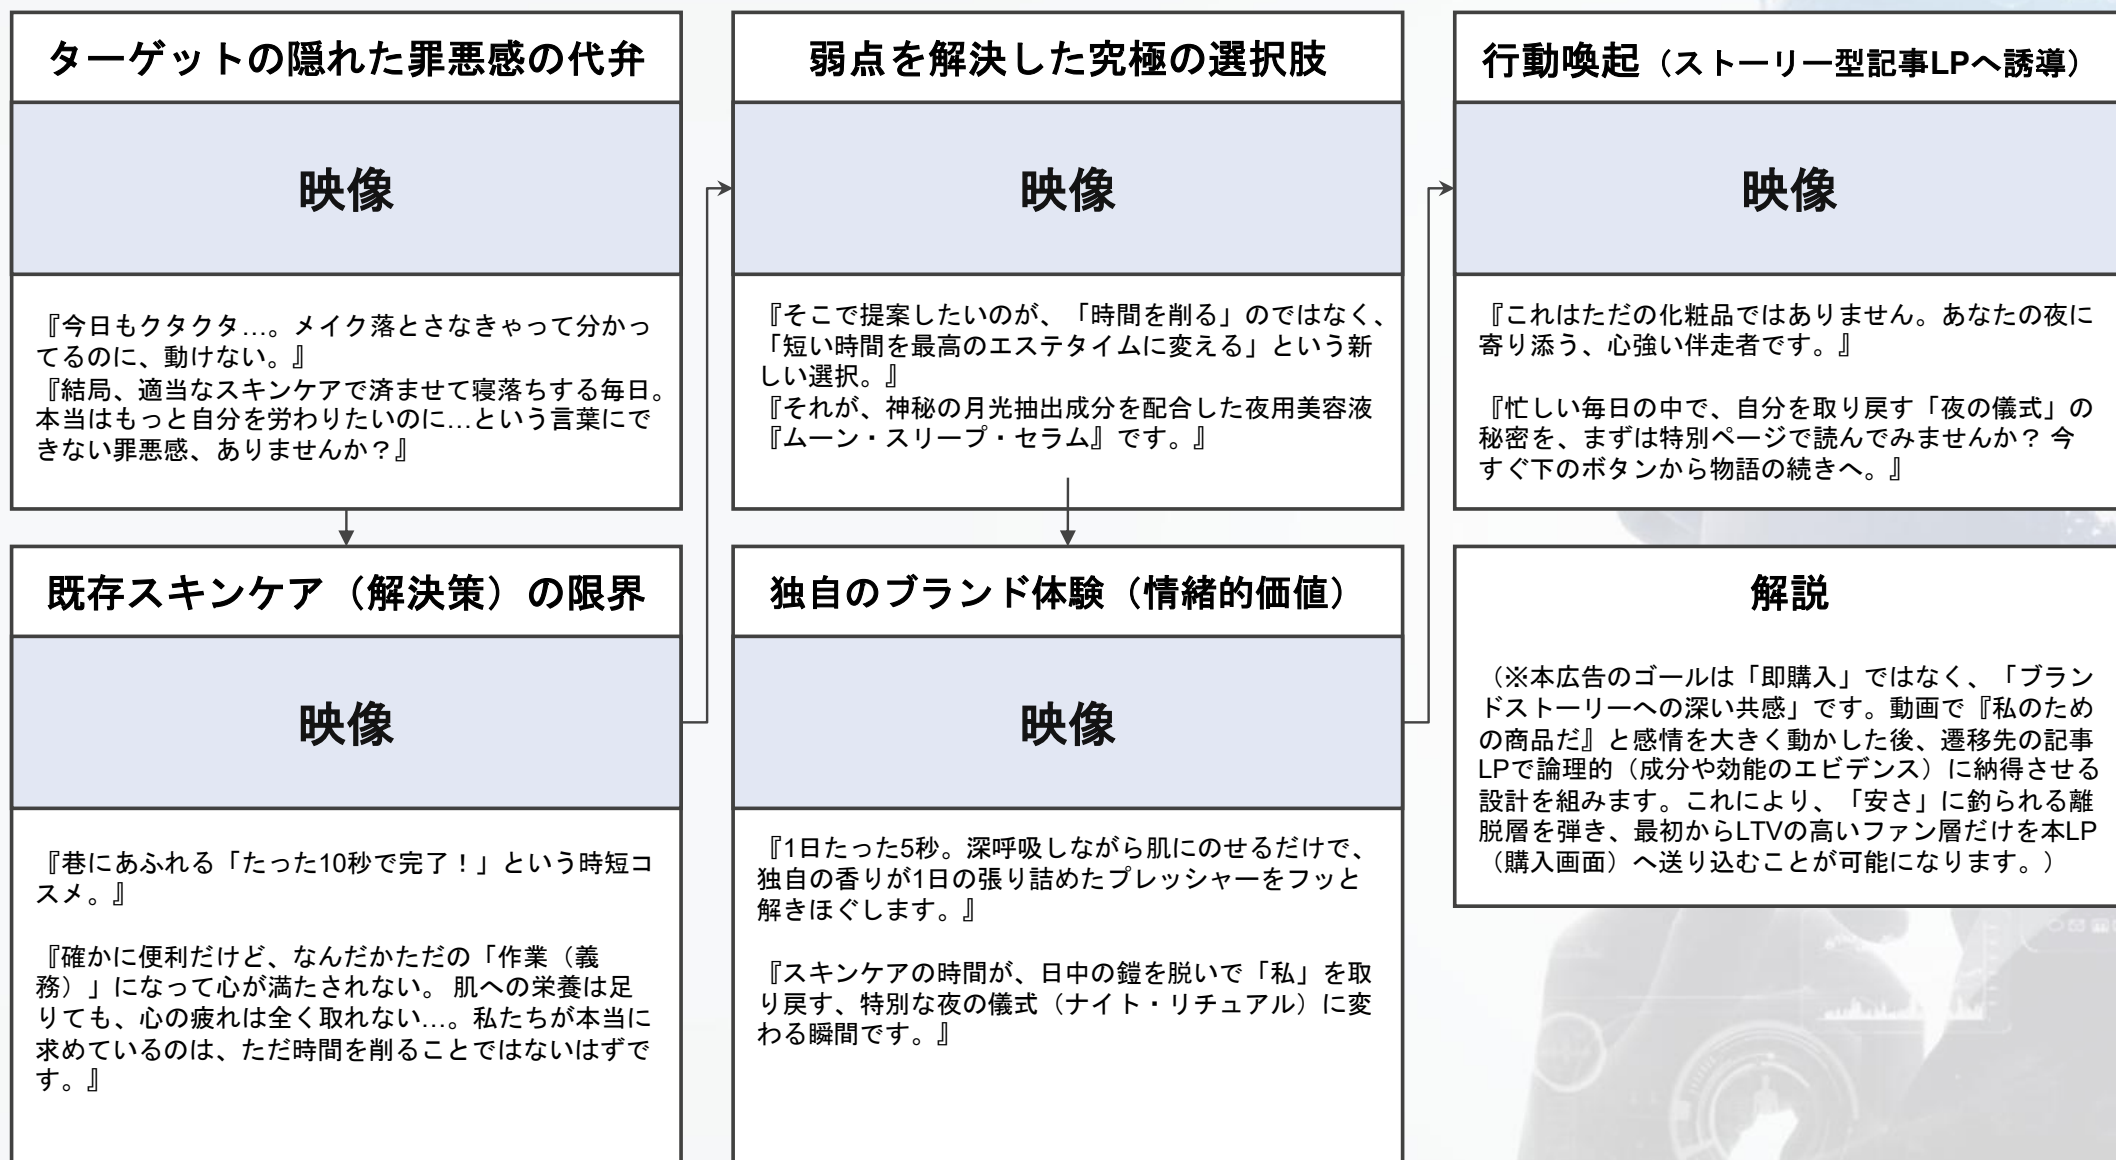 ターゲットの隠れた罪悪感の代弁
映像
『今日もクタクタ…。メイク落とさなきゃって分かっ
てるのに、動けない。』
『結局、適当なスキンケアで済ませて寝落ちする毎日。
本当はもっと自分を労わりたいのに…という言葉にで
きない罪悪感、ありませんか？』
既存スキンケア（解決策）の限界
映像
『巷にあふれる「たった10秒で完了！」という時短コ
スメ。』
『確かに便利だけど、なんだかただの「作業（義
務）」になって心が満たされない。 肌への栄養は足
りても、心の疲れは全く取れない…。私たちが本当に
求めているのは、ただ時間を削ることではないはずで
す。』
弱点を解決した究極の選択肢
映像
『そこで提案したいのが、「時間を削る」のではなく、
「短い時間を最高のエステタイムに変える」という新
しい選択。』
『それが、神秘の月光抽出成分を配合した夜用美容液
『ムーン・スリープ・セラム』です。』
独自のブランド体験（情緒的価値）
映像
『1日たった5秒。深呼吸しながら肌にのせるだけで、
独自の香りが1日の張り詰めたプレッシャーをフッと
解きほぐします。』
『スキンケアの時間が、日中の鎧を脱いで「私」を取
り戻す、特別な夜の儀式（ナイト・リチュアル）に変
わる瞬間です。』
行動喚起（ストーリー型記事LPへ誘導）
映像
『これはただの化粧品ではありません。あなたの夜に
寄り添う、心強い伴走者です。』
『忙しい毎日の中で、自分を取り戻す「夜の儀式」の
秘密を、まずは特別ページで読んでみませんか？ 今
すぐ下のボタンから物語の続きへ。』
解説
（※本広告のゴールは「即購入」ではなく、「ブラン
ドストーリーへの深い共感」です。動画で『私のため
の商品だ』と感情を大きく動かした後、遷移先の記事
LPで論理的（成分や効能のエビデンス）に納得させる
設計を組みます。これにより、「安さ」に釣られる離
脱層を弾き、最初からLTVの高いファン層だけを本LP
（購入画面）へ送り込むことが可能になります。）